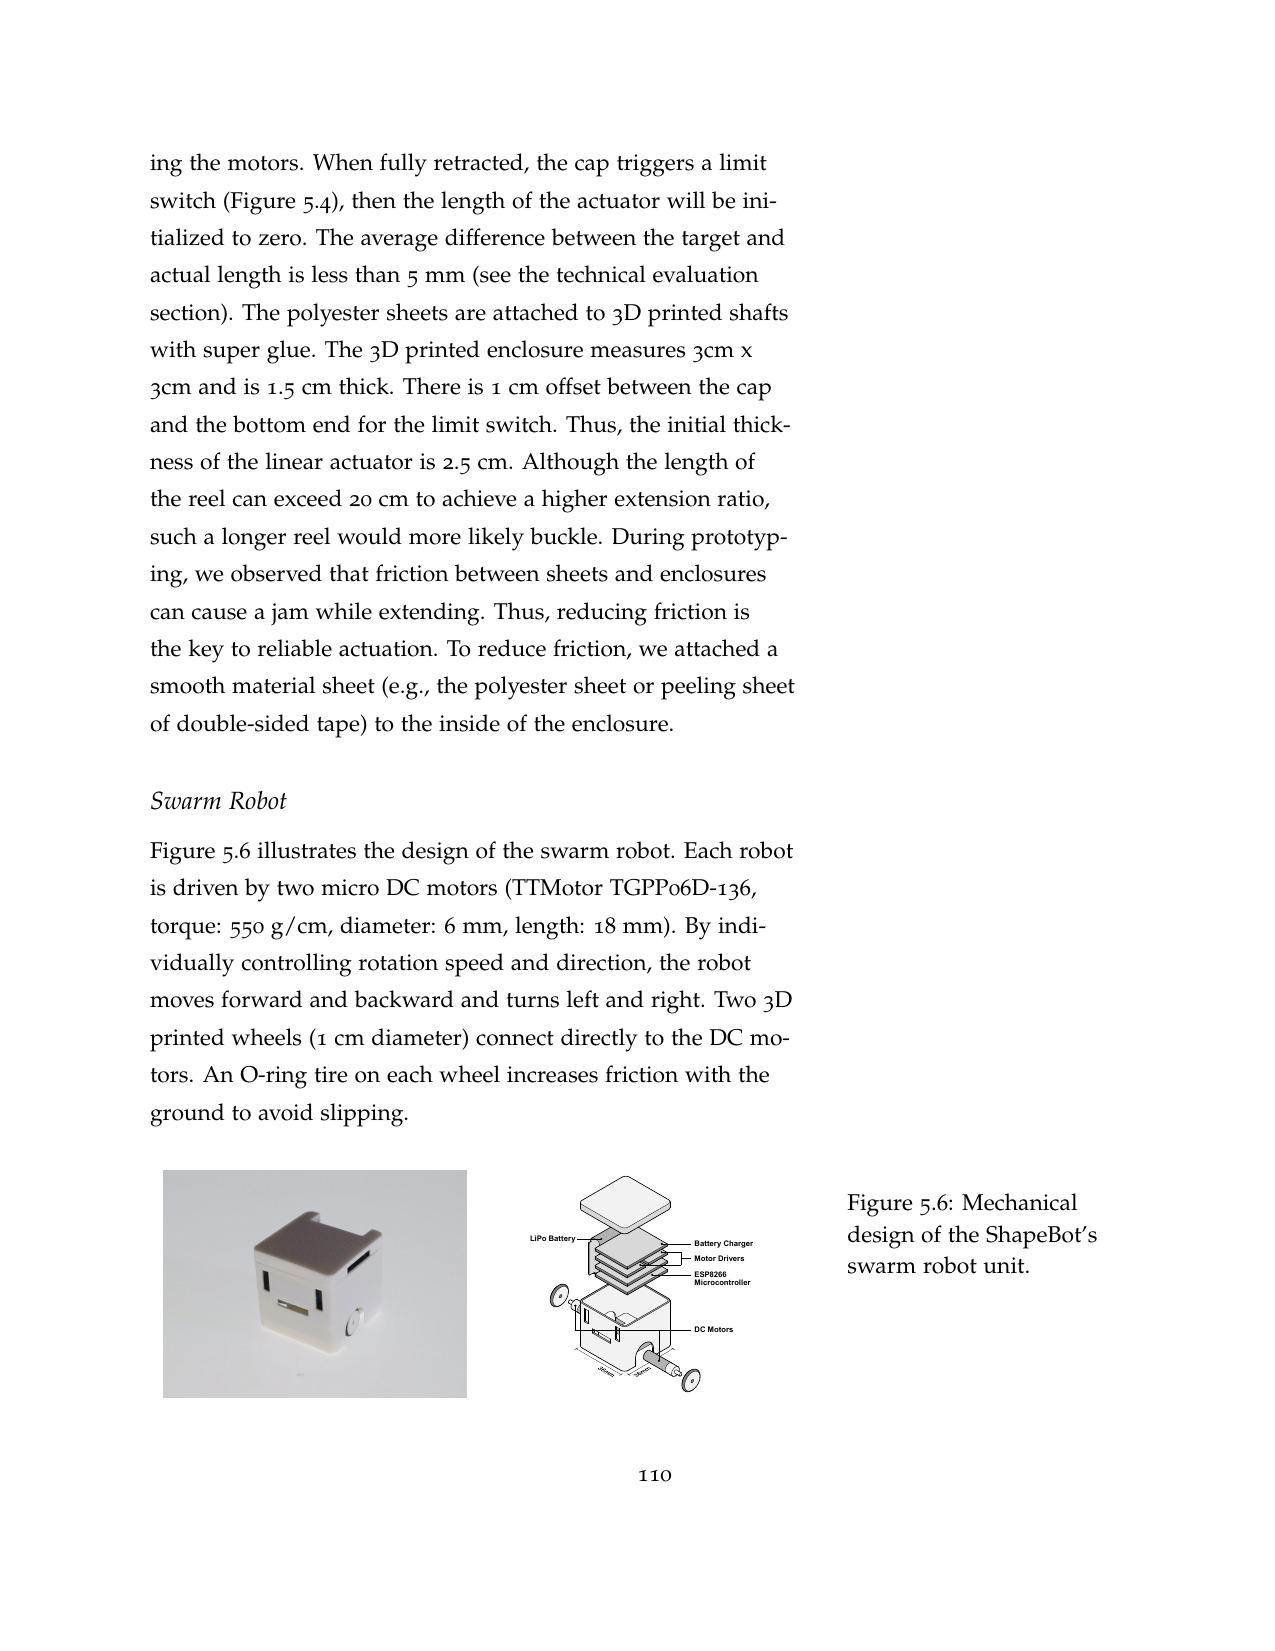 ing the motors. When fully retracted, the cap triggers a limit
switch (Figure 5.4), then the length of the actuator will be ini-
tialized to zero. The average difference between the target and
actual length is less than 5 mm (see the technical evaluation
section). The polyester sheets are attached to 3D printed shafts
with super glue. The 3D printed enclosure measures 3cm x
3cm and is 1.5 cm thick. There is 1 cm offset between the cap
and the bottom end for the limit switch. Thus, the initial thick-
ness of the linear actuator is 2.5 cm. Although the length of
the reel can exceed 20 cm to achieve a higher extension ratio,
such a longer reel would more likely buckle. During prototyp-
ing, we observed that friction between sheets and enclosures
can cause a jam while extending. Thus, reducing friction is
the key to reliable actuation. To reduce friction, we attached a
smooth material sheet (e.g., the polyester sheet or peeling sheet
of double-sided tape) to the inside of the enclosure.
Swarm Robot
Figure 5.6 illustrates the design of the swarm robot. Each robot
is driven by two micro DC motors (TTMotor TGPP06D-136,
torque: 550 g/cm, diameter: 6 mm, length: 18 mm). By indi-
vidually controlling rotation speed and direction, the robot
moves forward and backward and turns left and right. Two 3D
printed wheels (1 cm diameter) connect directly to the DC mo-
tors. An O-ring tire on each wheel increases friction with the
ground to avoid slipping.
LiPo Battery
Battery Charger
Motor Drivers
ESP8266
Microcontroller
DC Motors
Figure 5.6: Mechanical
design of the ShapeBot's
swarm robot unit.
110